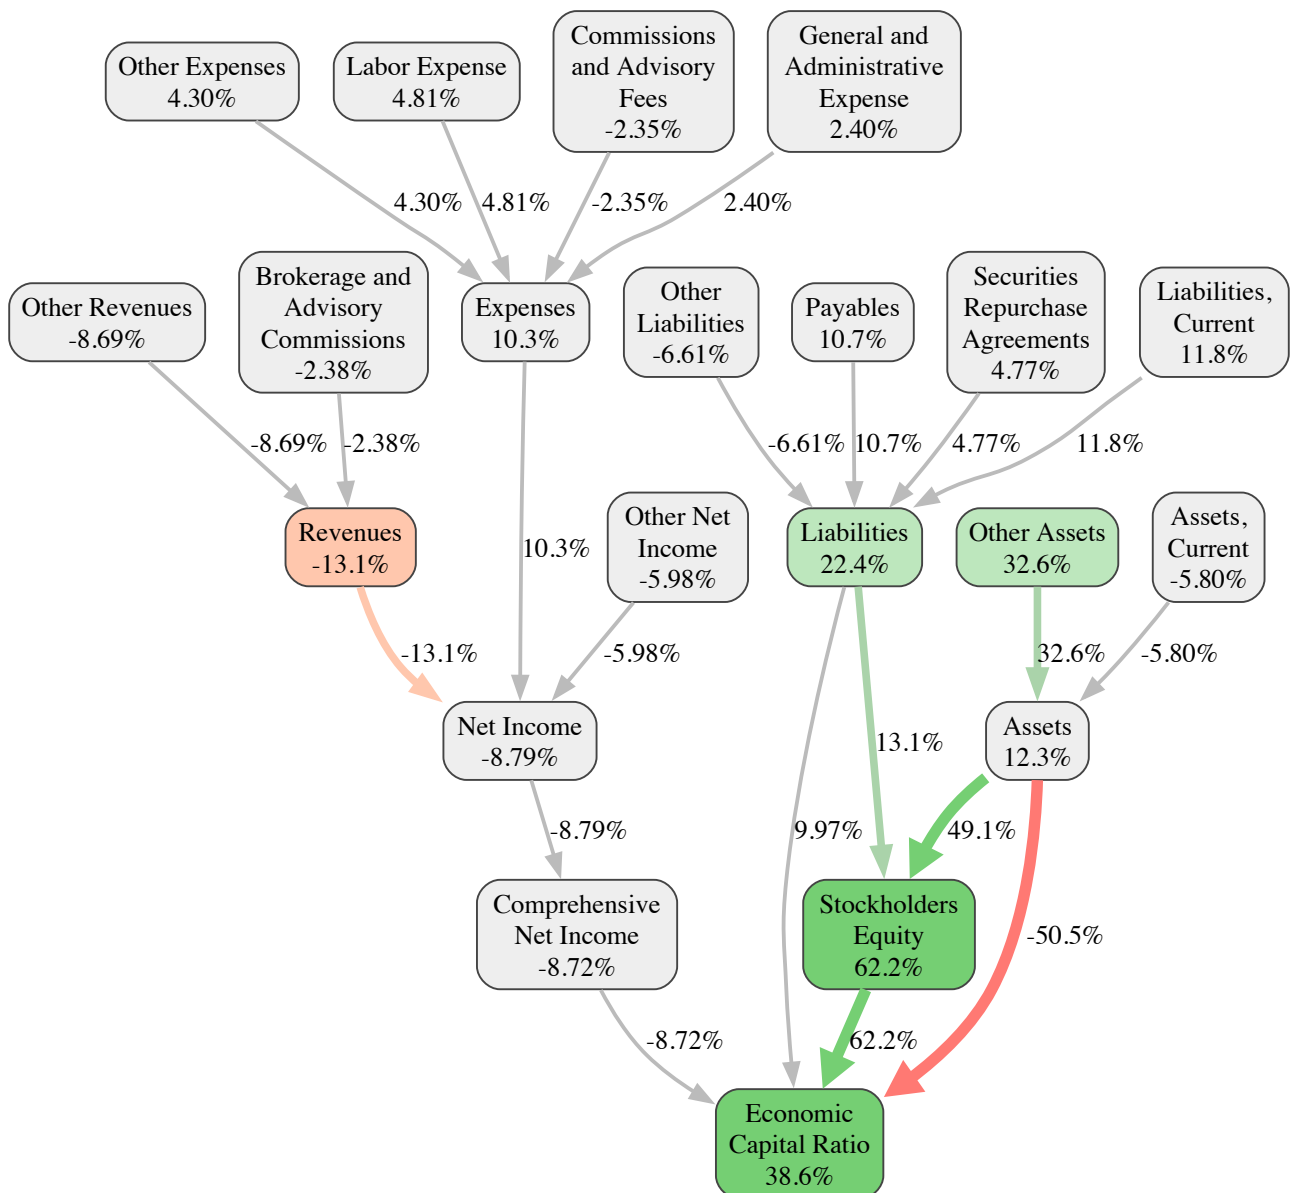 Other Expenses
4.30%
Labor Expense
4.81%
Commissions
and Advisory
Fees
-2.35%
General and
Administrative
Expense
2.40%
4.30%
4.81%
-2.35%
2.40%
Other Revenues
-8.69%
Brokerage and
Advisory
Commissions
-2.38%
Expenses
10.3%
Other
Liabilities
-6.61%
Payables
10.7%
Securities
Repurchase
Agreements
4.77%
Liabilities,
Current
11.8%
-8.69%
-2.38%
-6.61%
10.7%
4.77%
11.8%
Revenues
-13.1%
10.3%
Other Net
Income
-5.98%
Liabilities
22.4%
Other Assets
32.6%
Assets,
Current
-5.80%
-13.1%
-5.98%
32.6%
-5.80%
Net Income
-8.79%
13.1%
Assets
12.3%
-8.79%
9.97%
49.1%
Comprehensive
Net Income
-8.72%
Stockholders
Equity
62.2%
-50.5%
-8.72%
62.2%
Economic
Capital Ratio
38.6%